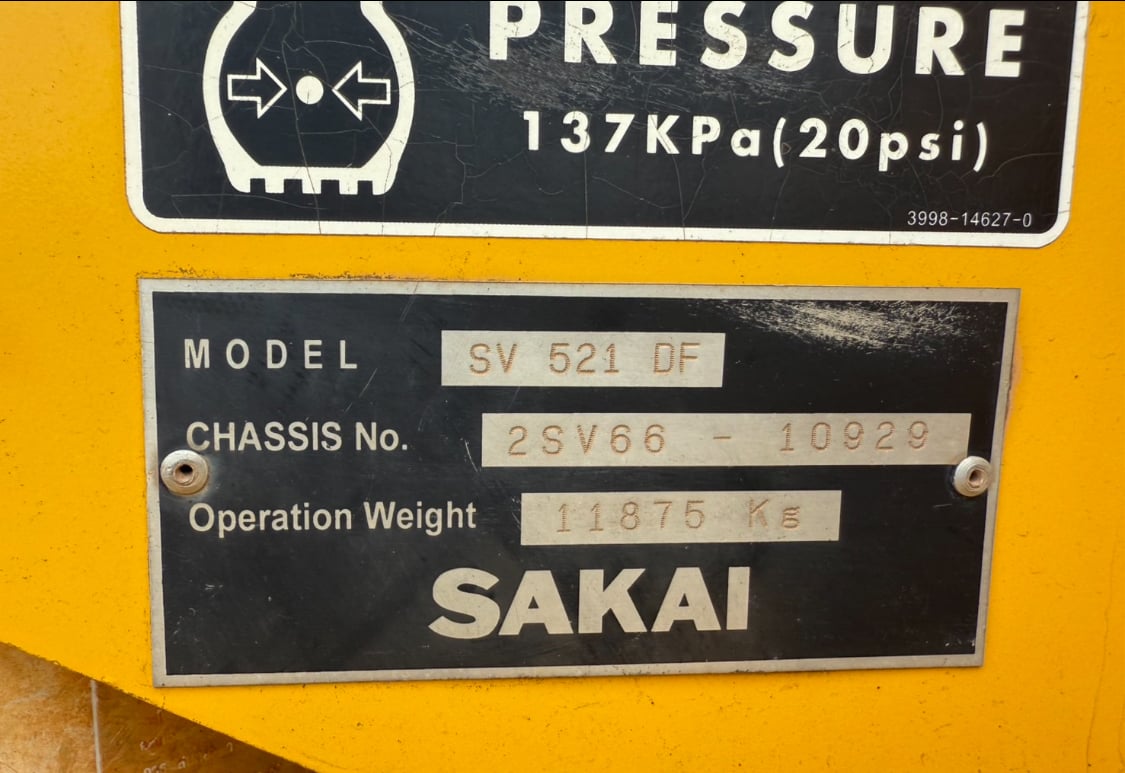 PRESSURE
137KPa(20psi)
3998-14627-0
MODEL SV 521 DF
CHASSIS No. 2SV66 - 10929
Operation Weight 11875 Kg
SAKAI